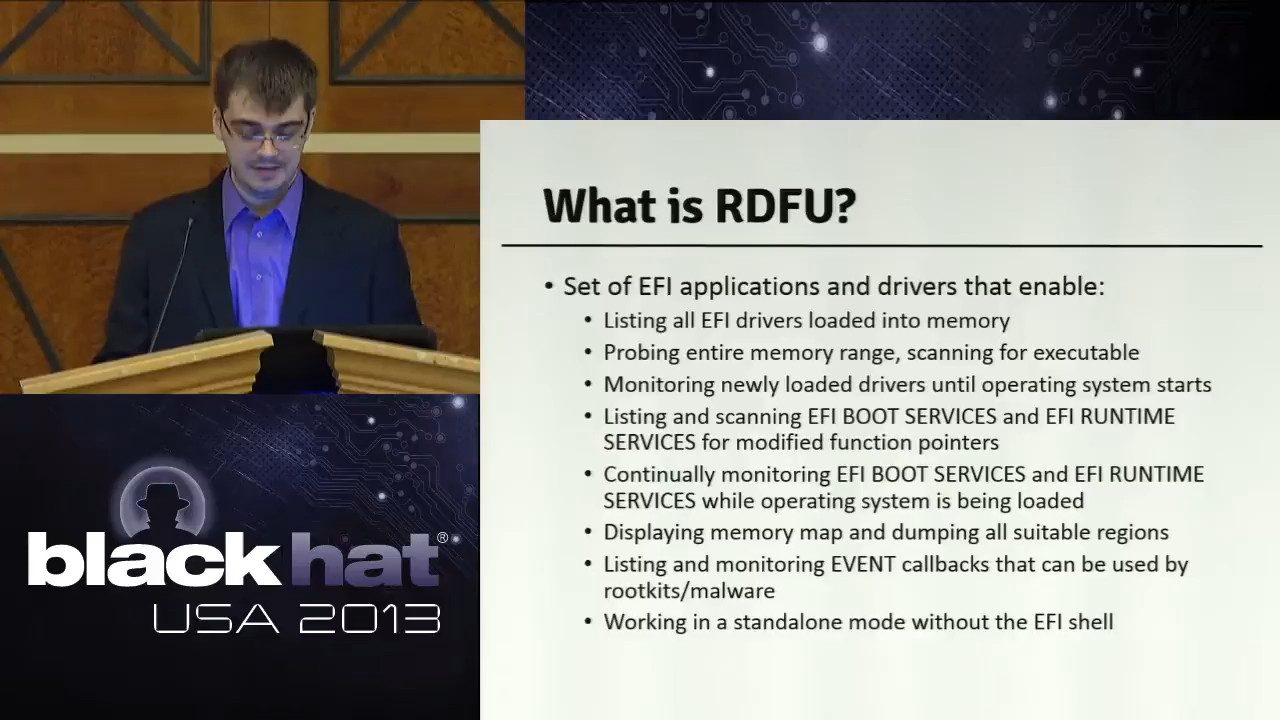 What is RDFU?
• Set of EFI applications and drivers that enable:
• Listing all EFI drivers loaded into memory
• Probing entire memory range, scanning for executable
• Monitoring newly loaded drivers until operating system starts
• Listing and scanning EFI BOOT SERVICES and EFI RUNTIME
SERVICES for modified function pointers
• Continually monitoring EFI BOOT SERVICES and EFI RUNTIME
SERVICES while operating system is being loaded
• Displaying memory map and dumping all suitable regions
• Listing and monitoring EVENT callbacks that can be used by
rootkits/malware
• Working in a standalone mode without the EFI shell
black hat®
USA 2013